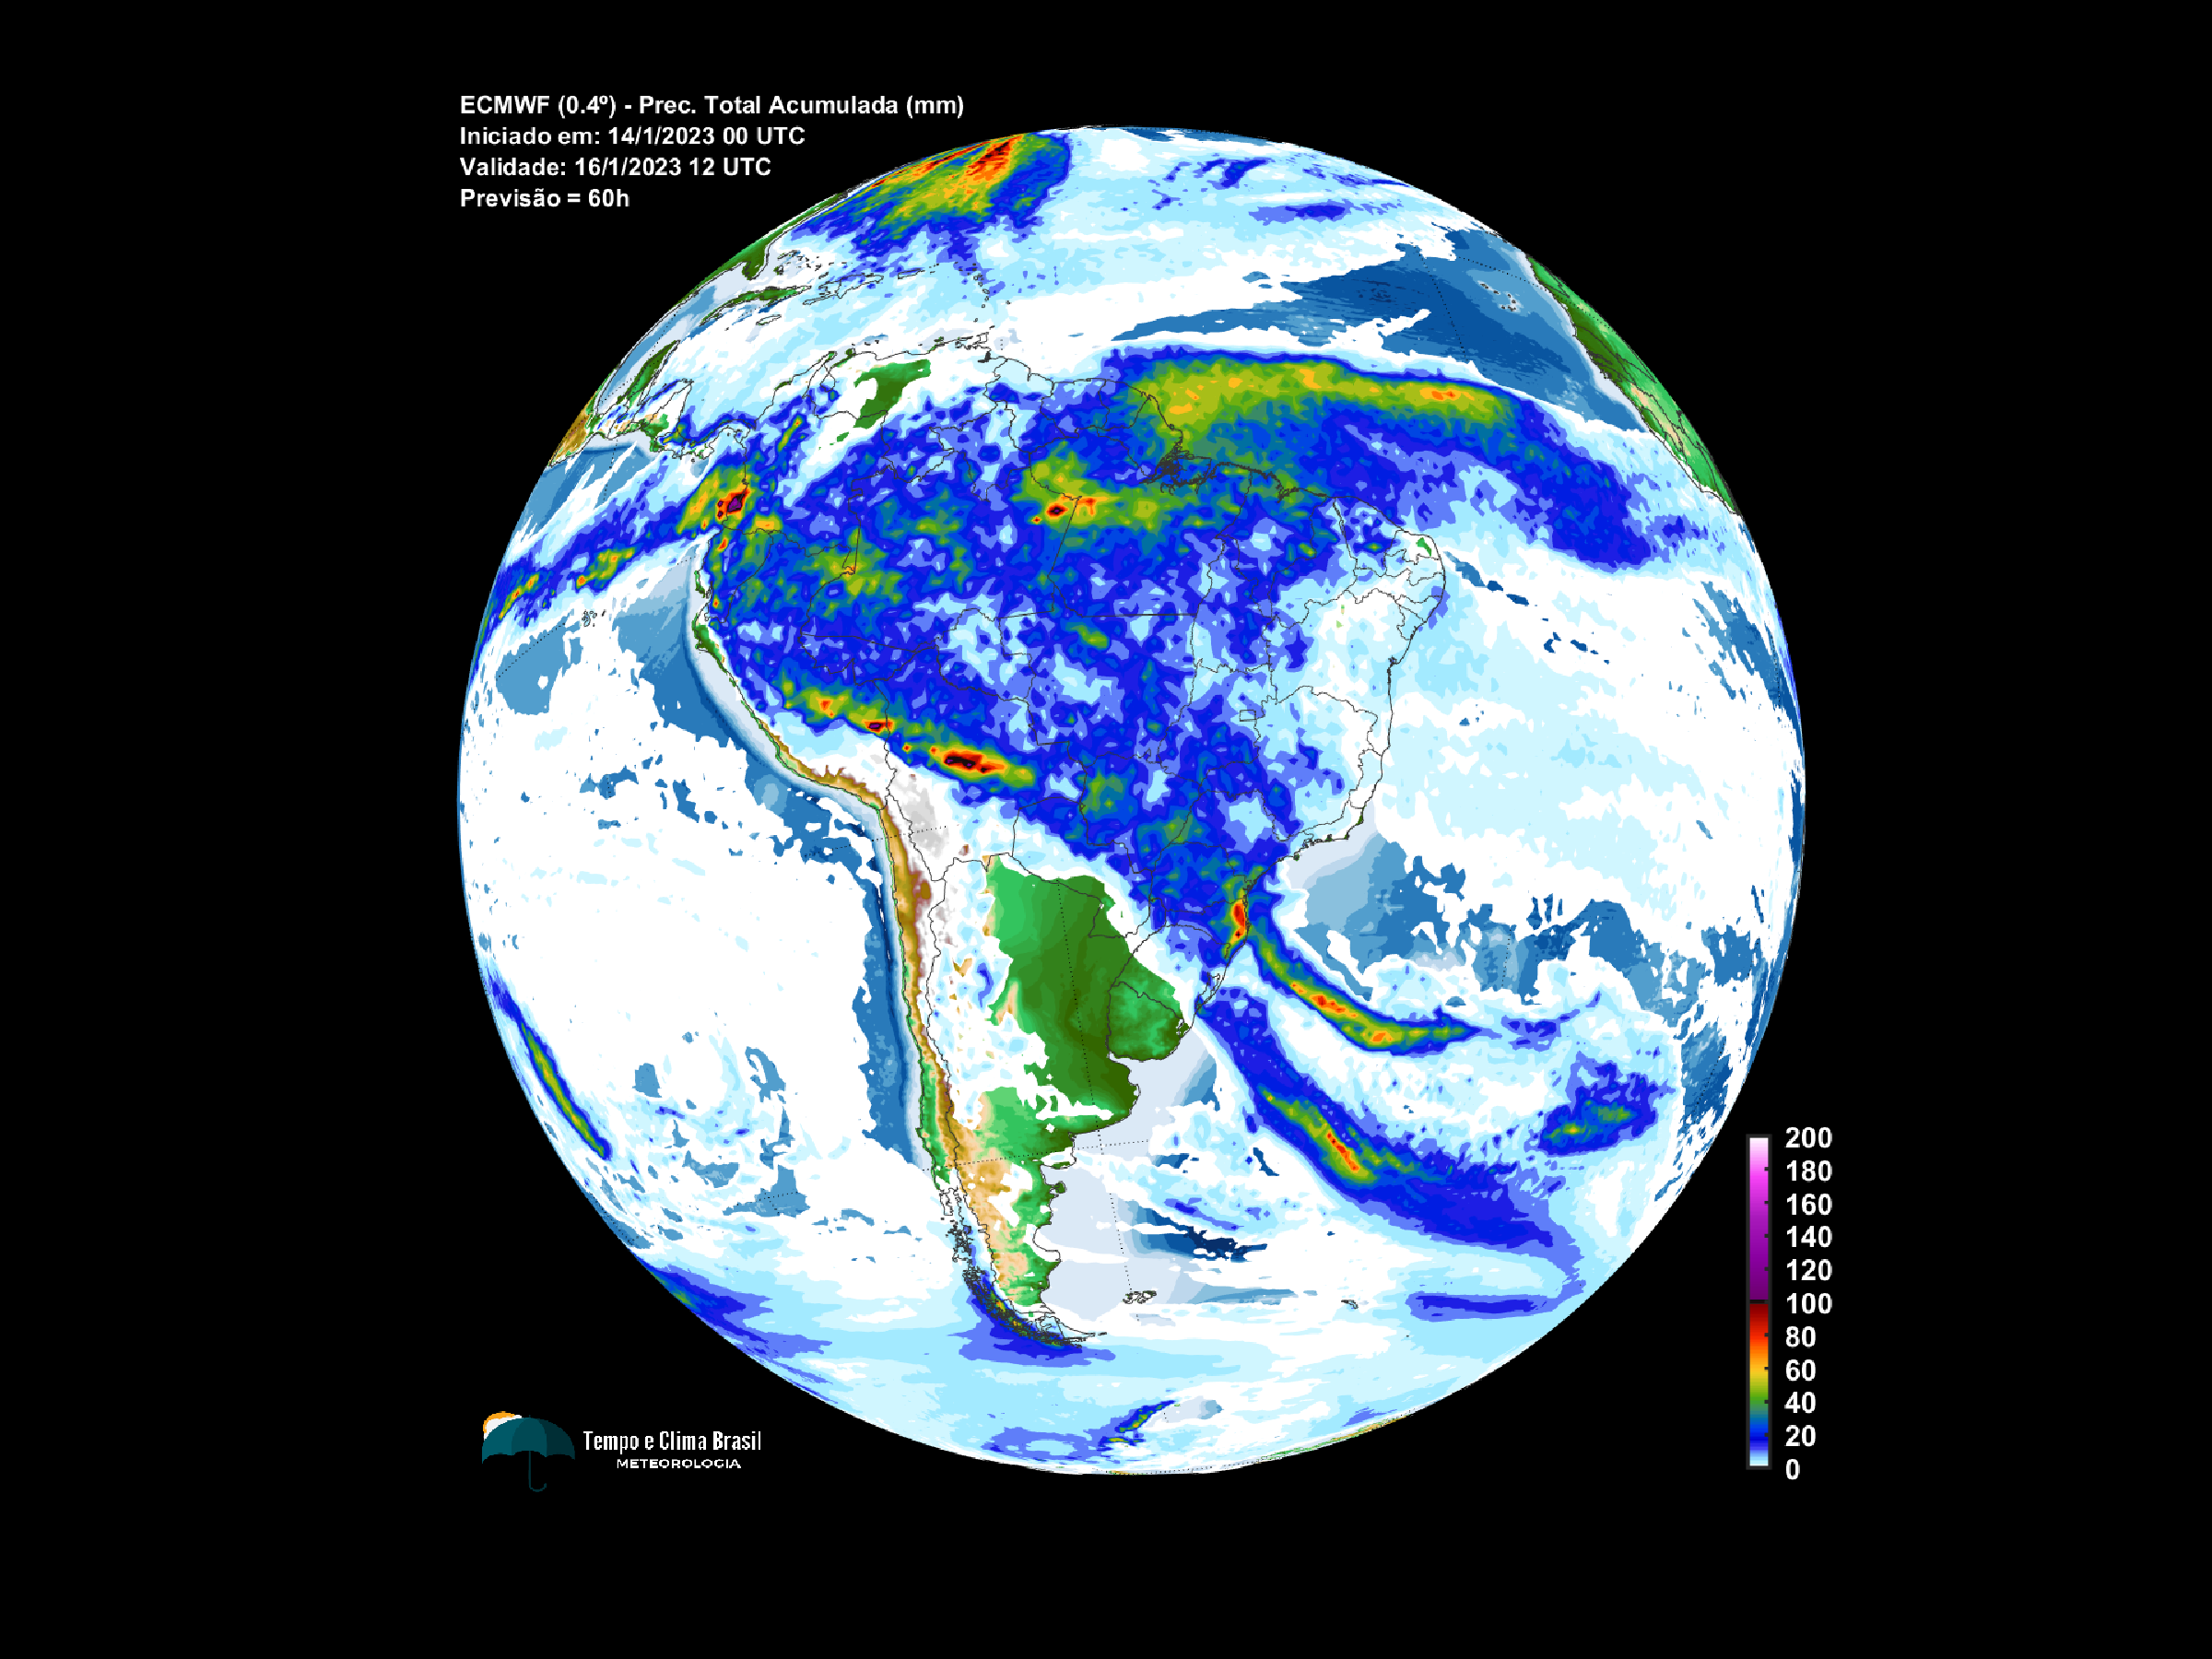 ECMWF (0.4º) - Prec. Total Acumulada (mm)
Iniciado em: 14/1/2023 00 UTC
Validade: 16/1/2023 12 UTC
Previsão = 60h
200
180
160
140
120
100
80
60
40
20
0
Tempo e Clima Brasil
METEOROLOGIA